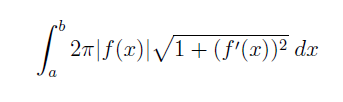 ∫_a^b 2π|f(x)|√(1 + (f′(x))²) dx